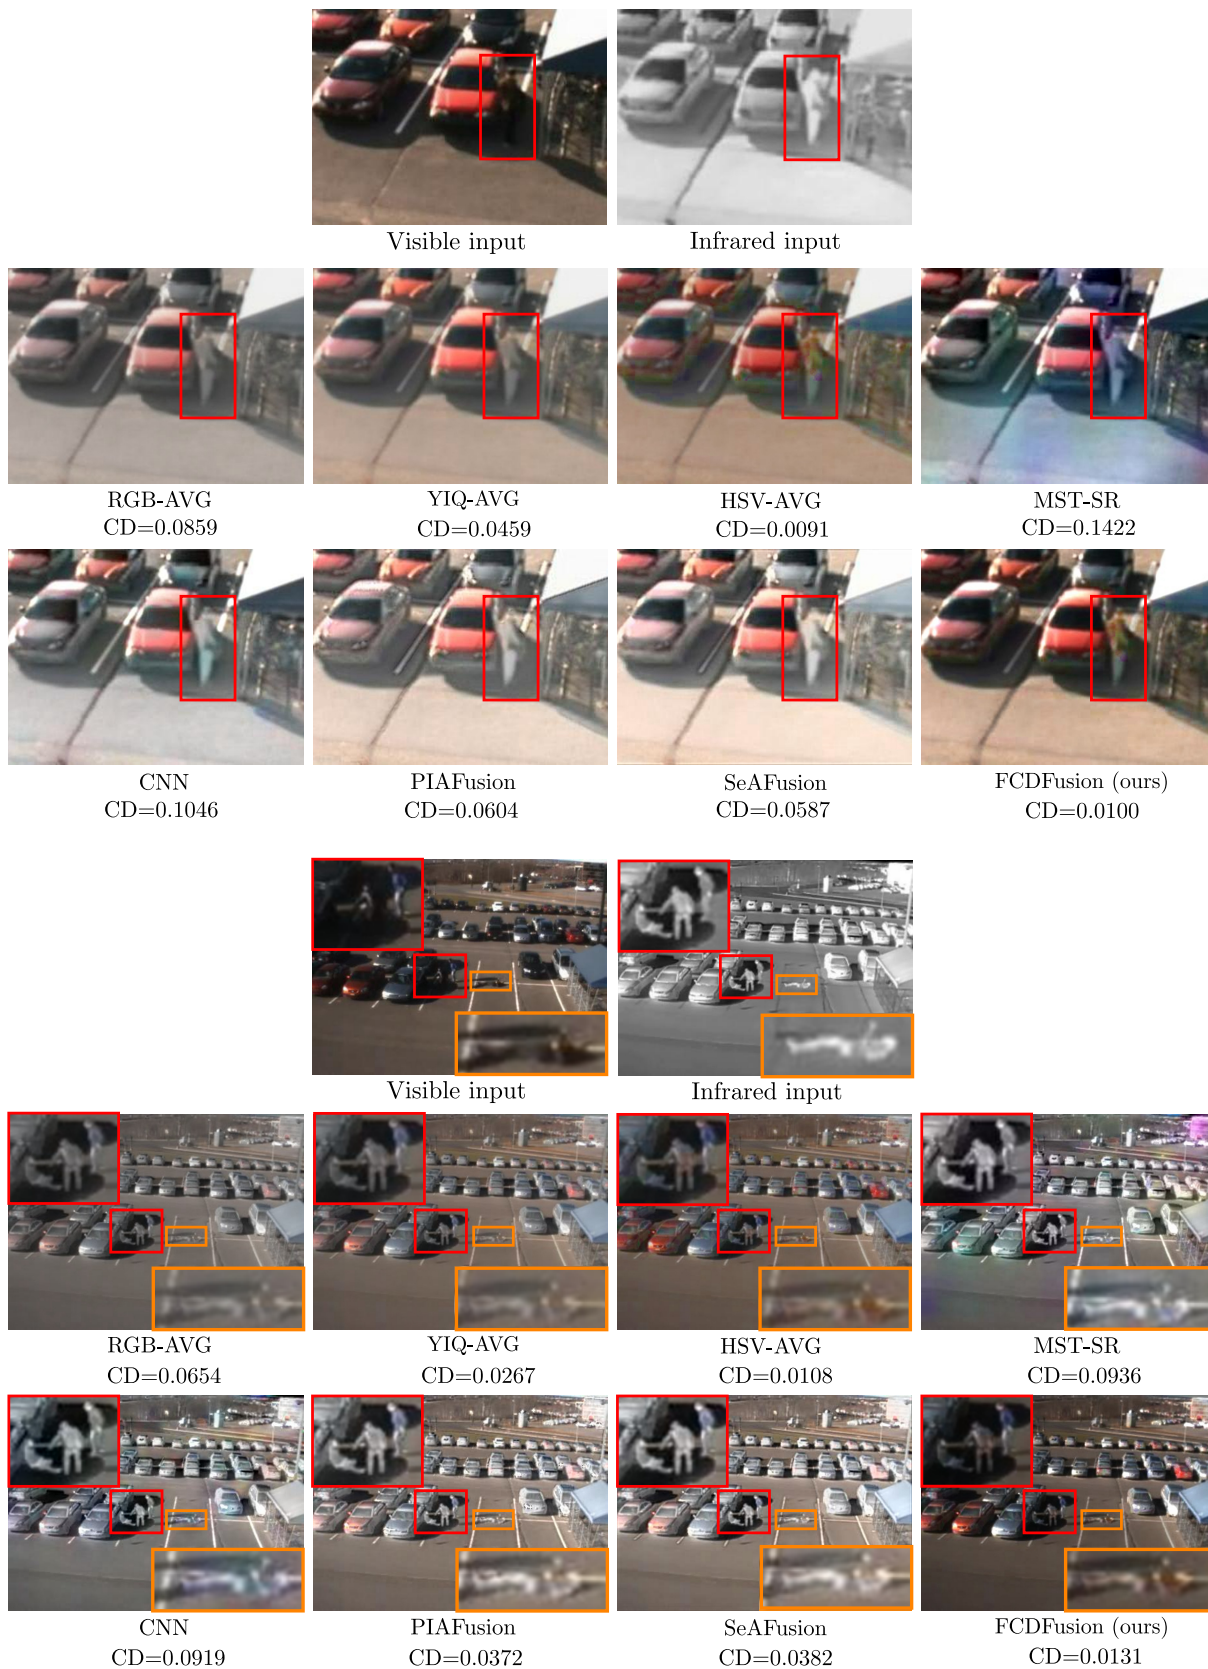 Visible input
Infrared input
RGB-AVG
CD=0.0859
YIQ-AVG
CD=0.0459
HSV-AVG
CD=0.0091
MST-SR
CD=0.1422
CNN
CD=0.1046
PIAFusion
CD=0.0604
SeAFusion
CD=0.0587
FCDFusion (ours)
CD=0.0100
Visible input
Infrared input
RGB-AVG
CD=0.0654
YIQ-AVG
CD=0.0267
HSV-AVG
CD=0.0108
MST-SR
CD=0.0936
CNN
CD=0.0919
PIAFusion
CD=0.0372
SeAFusion
CD=0.0382
FCDFusion (ours)
CD=0.0131